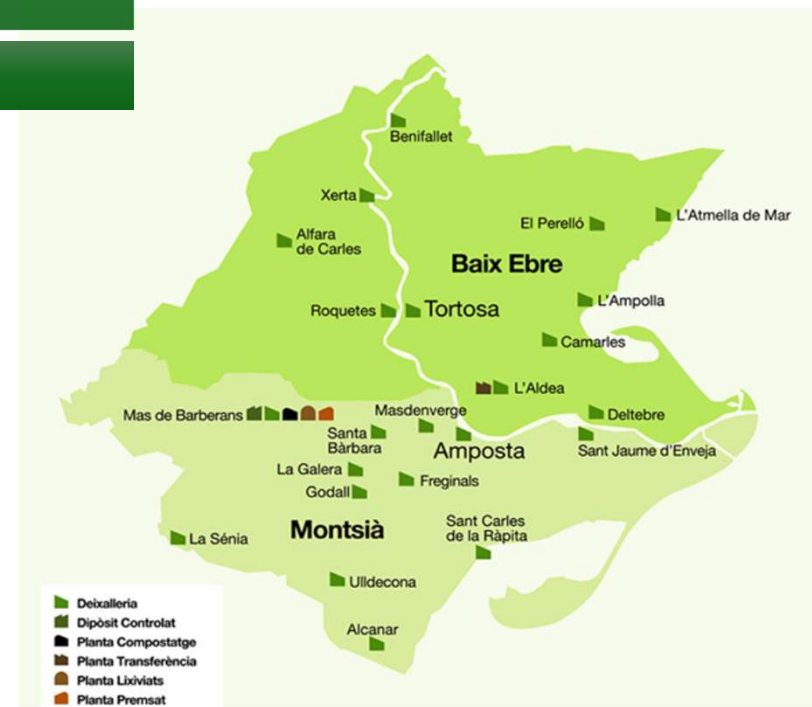 Benifallet
Xerta
L'Atmella de Mar
El Perelló
Alfara
de Carles
Baix Ebre
L'Ampolla
Roquetes
Tortosa
Camarles
L'Aldea
Mas de Barberans
Masdenverge
Deltebre
Santa
Bàrbara
Amposta
Sant Jaume d'Enveja
La Galera
Freginals
Godall
Montsià
Sant Carles
de la Ràpita
La Sénia
Ulldecona
Alcanar
Deixalleria
Dipòsit Controlat
Planta Compostatge
Planta Transferència
Planta Lixiviats
Planta Premsat